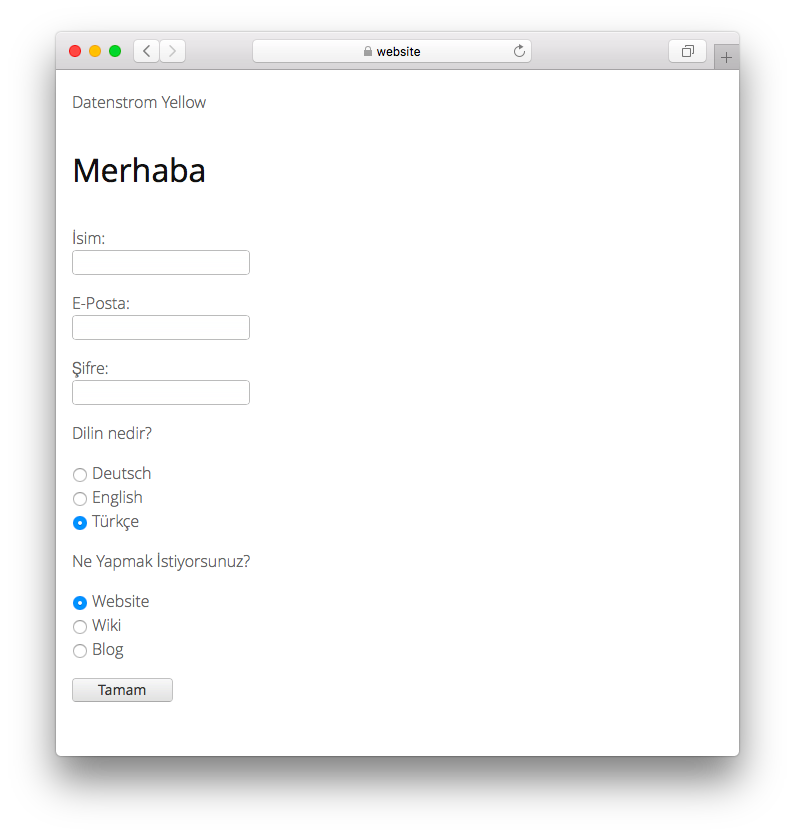 website
Datenstrom Yellow
Merhaba
İsim:
E-Posta:
Şifre:
Dilin nedir?
Deutsch
English
Türkçe
Ne Yapmak İstiyorsunuz?
Website
Wiki
Blog
Tamam